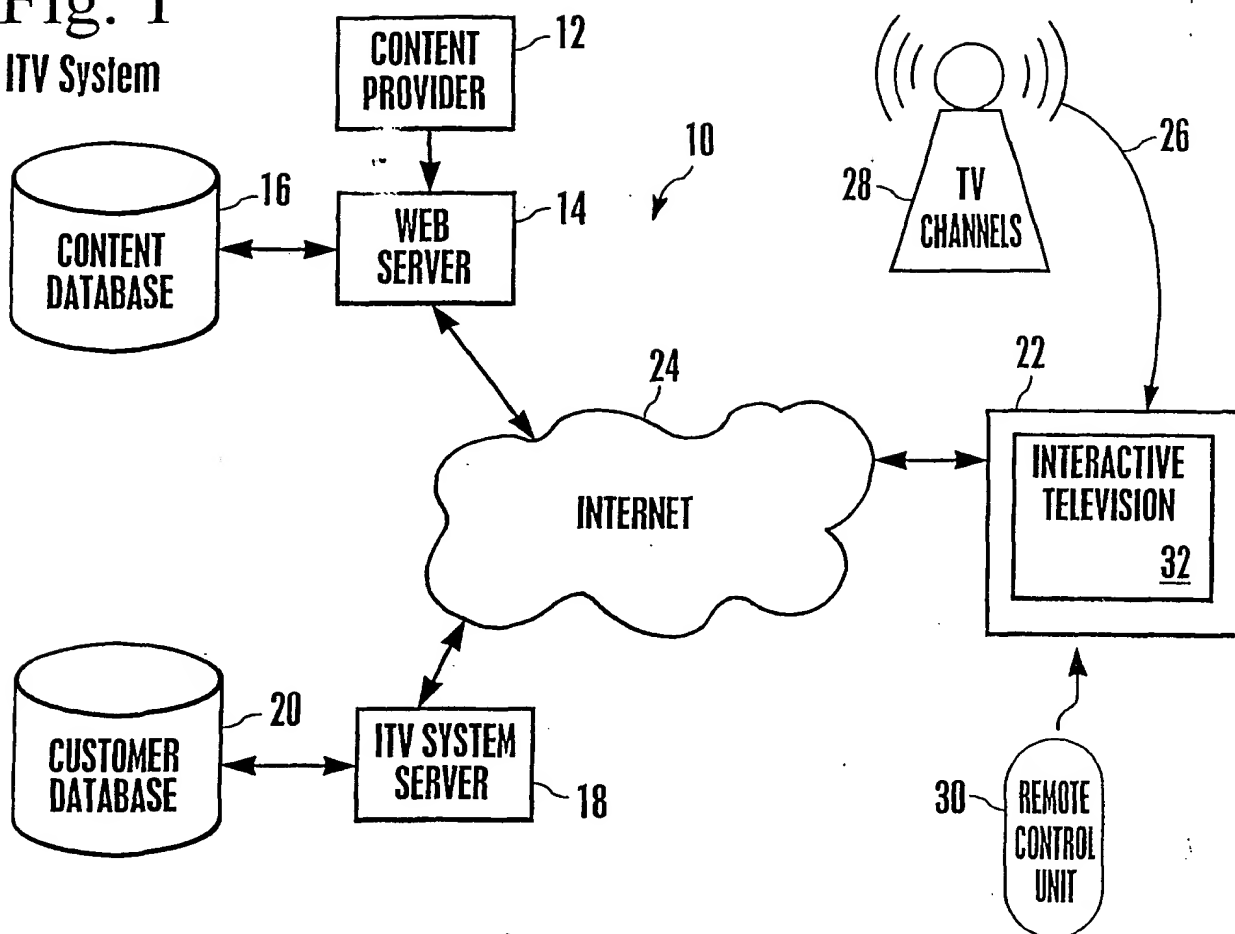 Fig. 1
ITV System
CONTENT
PROVIDER
12
10
28
TV
CHANNELS
26
CONTENT
DATABASE
16
WEB
SERVER
14
24
INTERNET
22
INTERACTIVE
TELEVISION
32
CUSTOMER
DATABASE
20
ITV SYSTEM
SERVER
18
30
REMOTE
CONTROL
UNIT